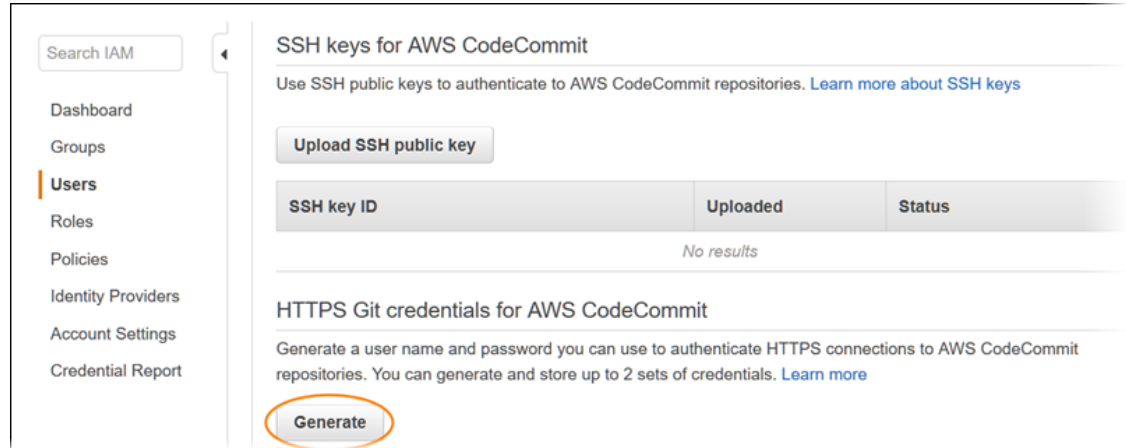 Search IAM
Dashboard
Groups
Users
Roles
Policies
Identity Providers
Account Settings
Credential Report
SSH keys for AWS CodeCommit
Use SSH public keys to authenticate to AWS CodeCommit repositories. Learn more about SSH keys
Upload SSH public key
SSH key ID Uploaded Status
No results
HTTPS Git credentials for AWS CodeCommit
Generate a user name and password you can use to authenticate HTTPS connections to AWS CodeCommit
repositories. You can generate and store up to 2 sets of credentials. Learn more
Generate